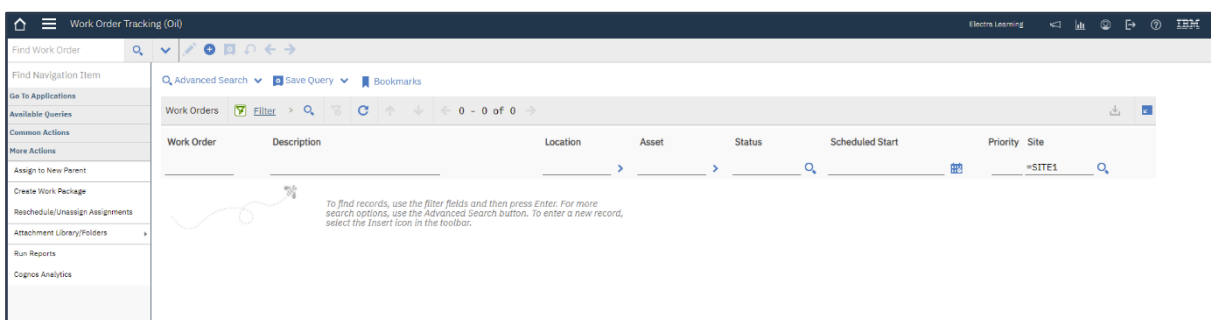 Work Order Tracking (Oil)
Electra Learning
IBM
Find Work Order
Find Navigation Item
Go To Applications
Available Queries
Common Actions
More Actions
Assign to New Parent
Create Work Package
Reschedule/Unassign Assignments
Attachment Library/Folders
Run Reports
Cognos Analytics
Advanced Search
Save Query
Bookmarks
Work Orders Filter > 0 - 0 of 0
Work Order Description Location Asset Status Scheduled Start Priority Site
=SITE1
To find records, use the filter fields and then press Enter. For more
search options, use the Advanced Search button. To enter a new record,
select the Insert icon in the toolbar.